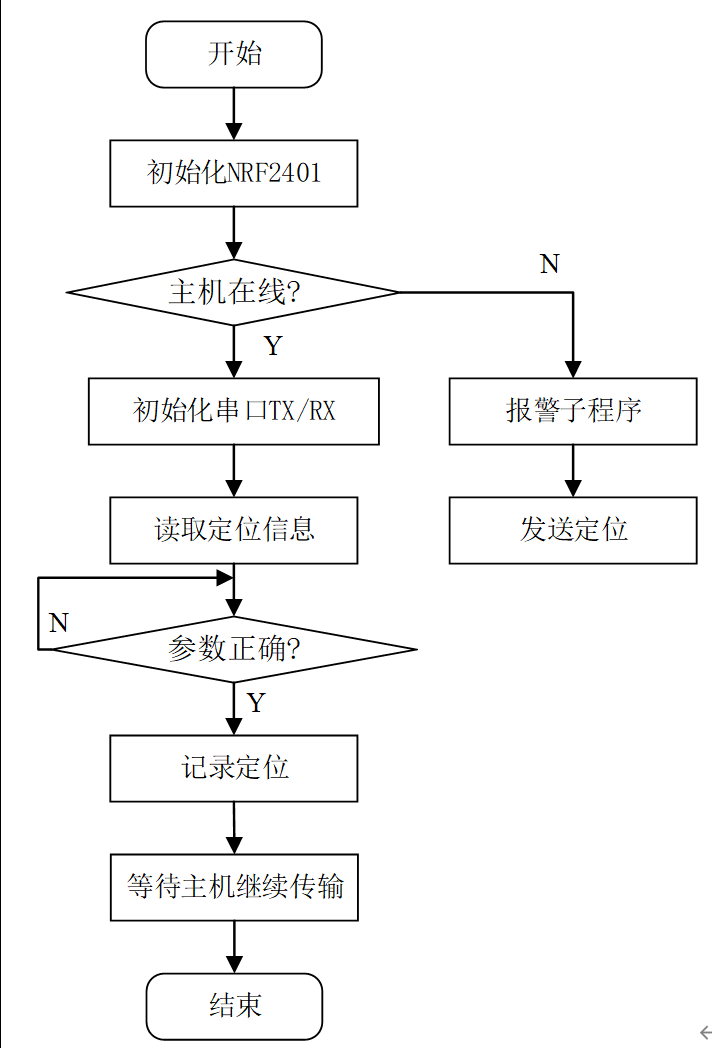 开始
初始化NRF2401
主机在线?
N
Y
初始化串口TX/RX
报警子程序
读取定位信息
发送定位
N
参数正确?
Y
记录定位
等待主机继续传输
结束